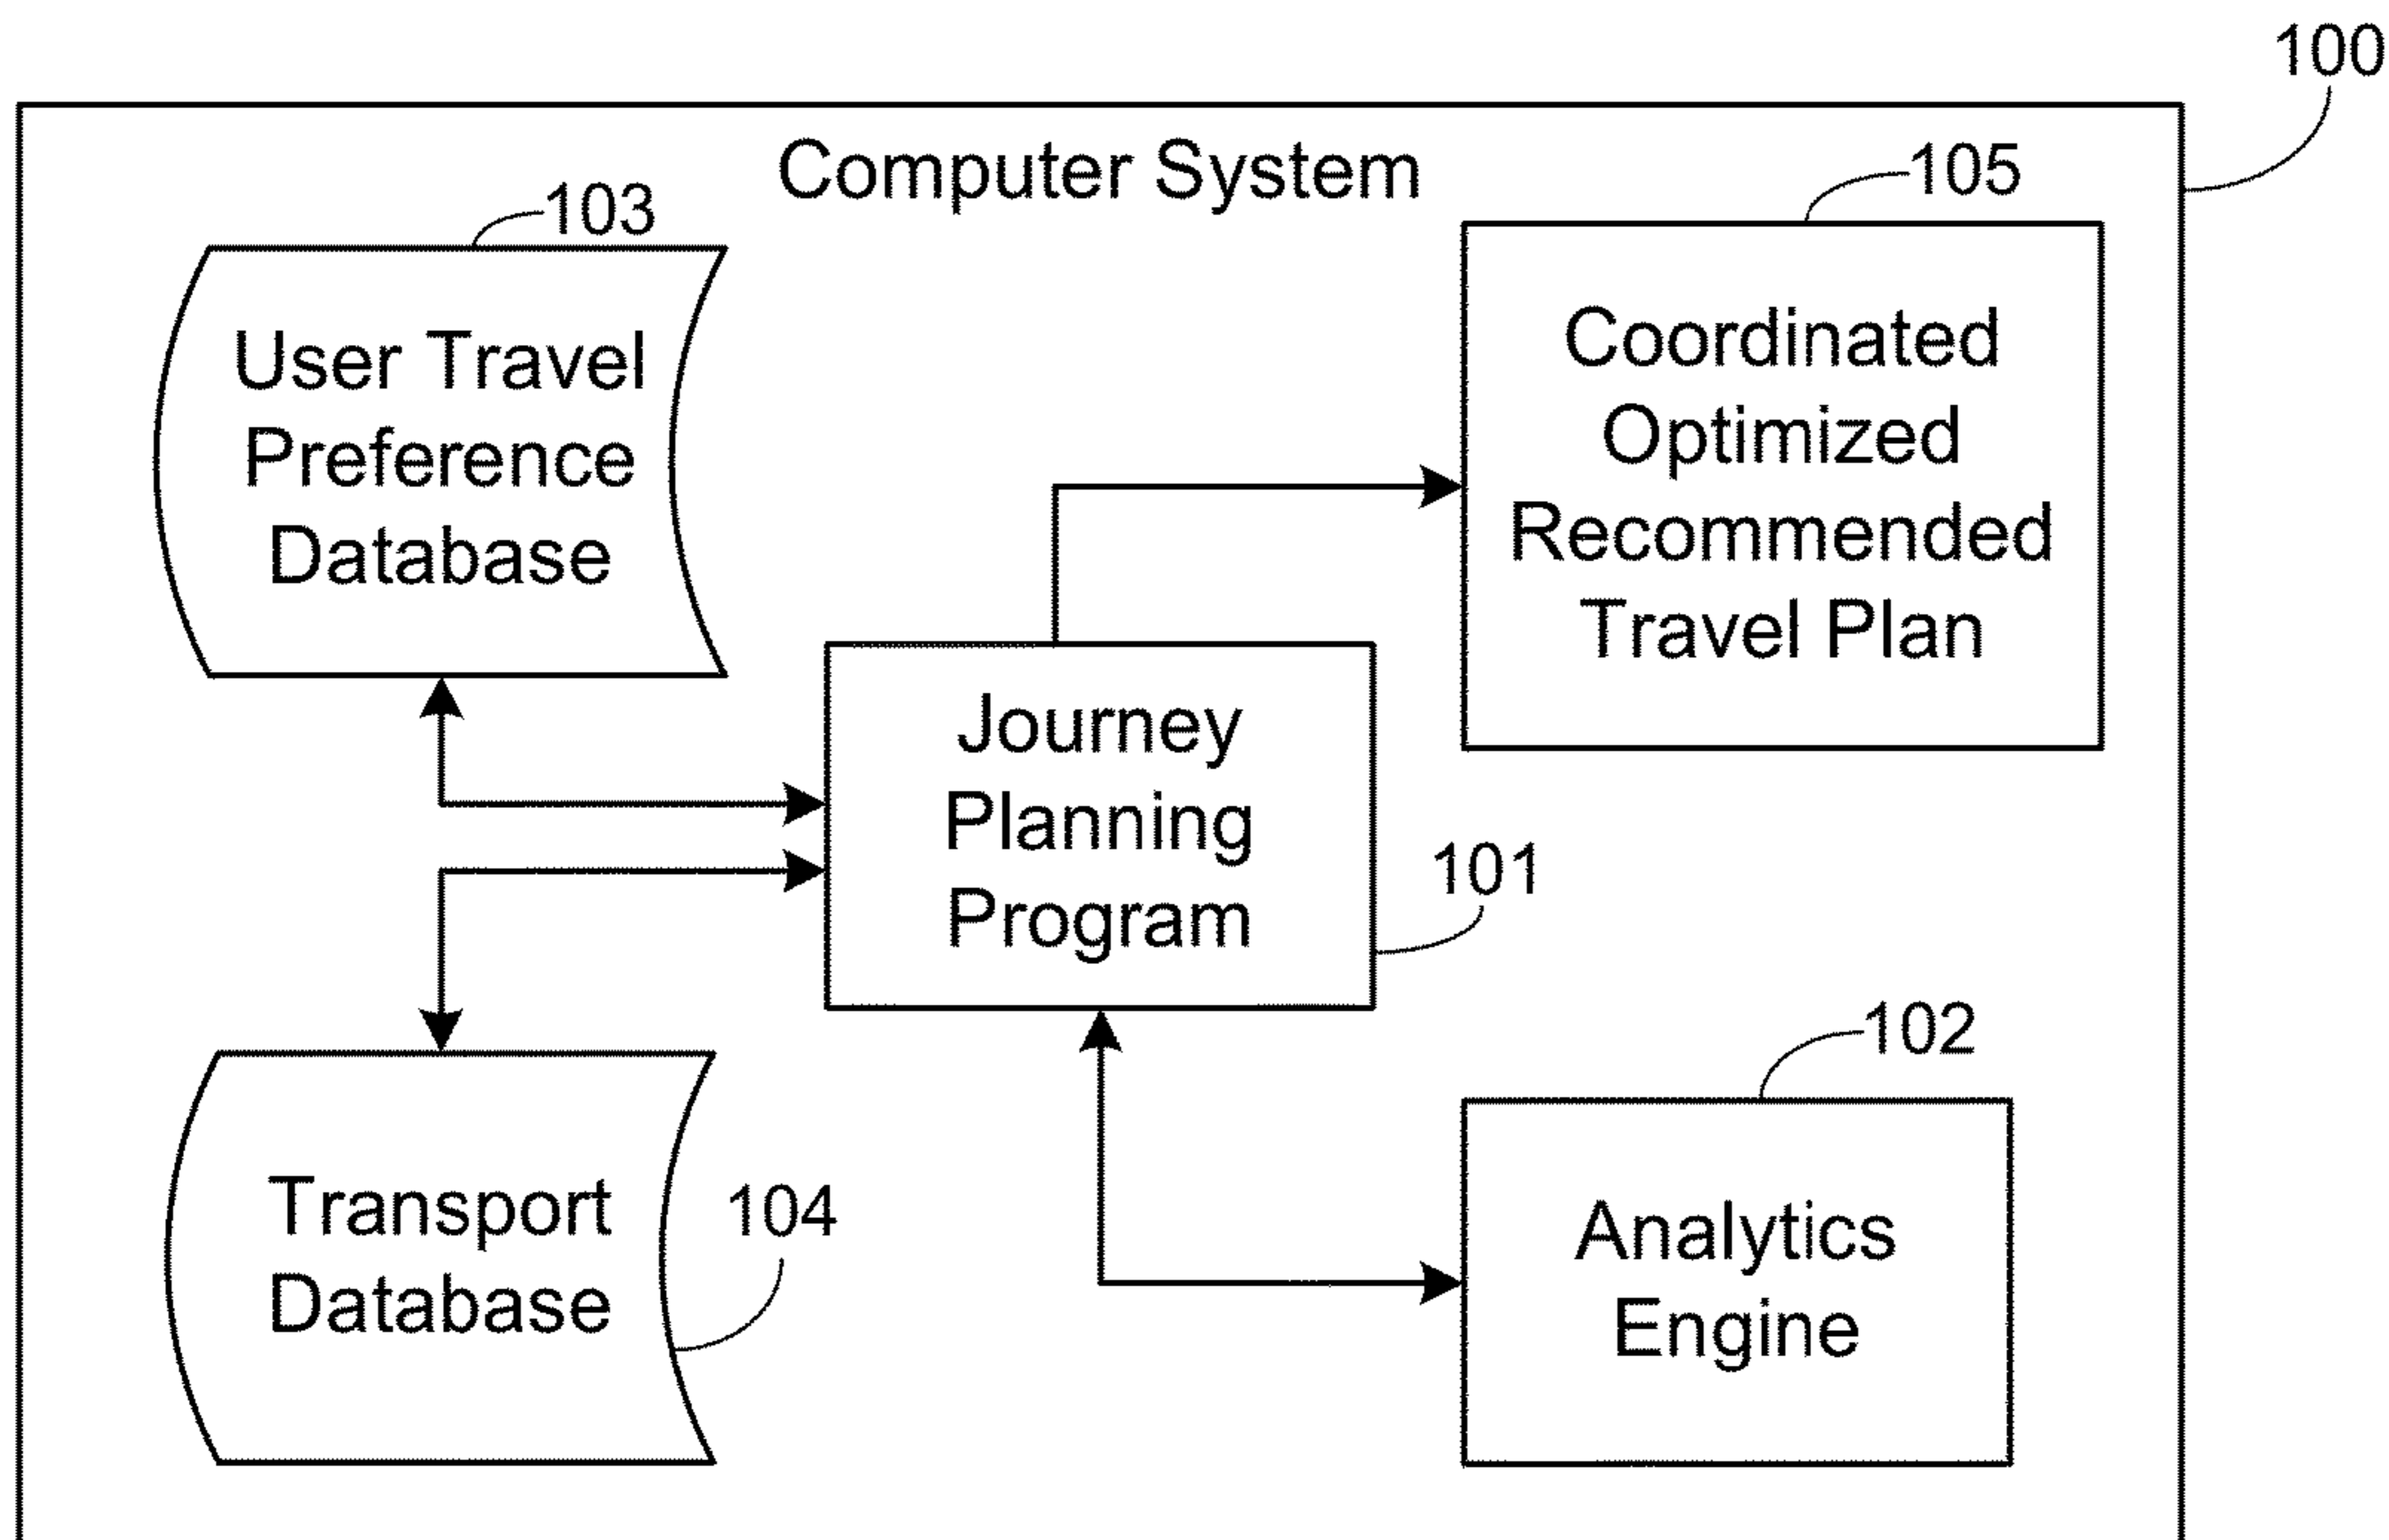 100
Computer System
103
User Travel
Preference
Database
105
Coordinated
Optimized
Recommended
Travel Plan
Journey
Planning
Program
101
Transport
Database
104
102
Analytics
Engine